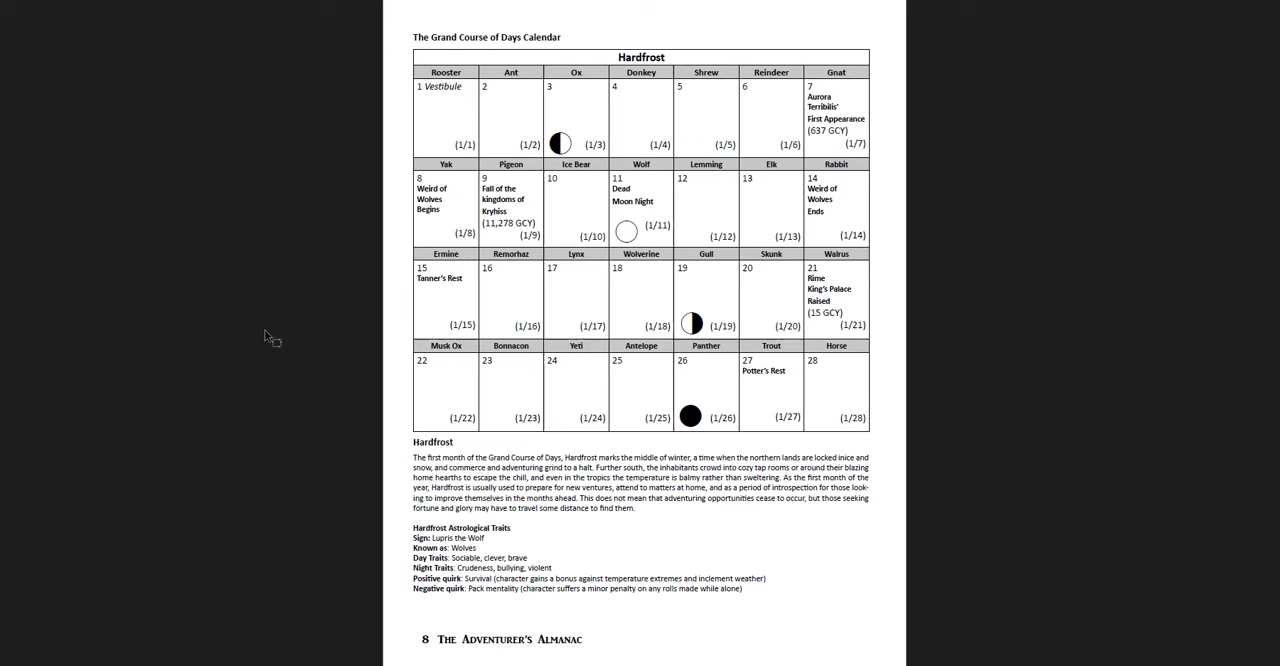 The Grand Course of Days Calendar
Hardfrost
Rooster Ant Ox Donkey Shrew Reindeer Gnat
1 Vestibule 2 3 4 5 6 7
Aurora
Terribilis'
First Appearance
(637 GCY)
(1/1) (1/2) (1/3) (1/4) (1/5) (1/6) (1/7)
Yak Pigeon Ice Bear Wolf Lemming Elk Rabbit
8 9 10 11 12 13 14
Weird of Fall of the Dead Weird of
Wolves kingdoms of Moon Night Wolves
Begins Kryhiss Ends
(11,278 GCY)
(1/8) (1/9) (1/10) (1/11) (1/12) (1/13) (1/14)
Ermine Remorhaz Lynx Wolverine Gull Skunk Walrus
15 16 17 18 19 20 21
Tanner's Rest Rime
King's Palace
Raised
(15 GCY)
(1/15) (1/16) (1/17) (1/18) (1/19) (1/20) (1/21)
Musk Ox Bonnacon Yeti Antelope Panther Trout Horse
22 23 24 25 26 27 28
Potter's Rest
(1/22) (1/23) (1/24) (1/25) (1/26) (1/27) (1/28)
Hardfrost
The first month of the Grand Course of Days, Hardfrost marks the middle of winter, a time when the northern lands are locked inice and
snow, and commerce and adventuring grind to a halt. Further south, the inhabitants crowd into cozy tap rooms or around their blazing
home hearths to escape the chill, and even in the tropics the temperature is balmy rather than sweltering. As the first month of the
year, Hardfrost is usually used to prepare for new ventures, attend to matters at home, and as a period of introspection for those look-
ing to improve themselves in the months ahead. This does not mean that adventuring opportunities cease to occur, but those seeking
fortune and glory may have to travel some distance to find them.
Hardfrost Astrological Traits
Sign: Lupris the Wolf
Known as: Wolves
Day Traits: Sociable, clever, brave
Night Traits: Crudeness, bullying, violent
Positive quirk: Survival (character gains a bonus against temperature extremes and inclement weather)
Negative quirk: Pack mentality (character suffers a minor penalty on any rolls made while alone)
8 The Adventurer's Almanac